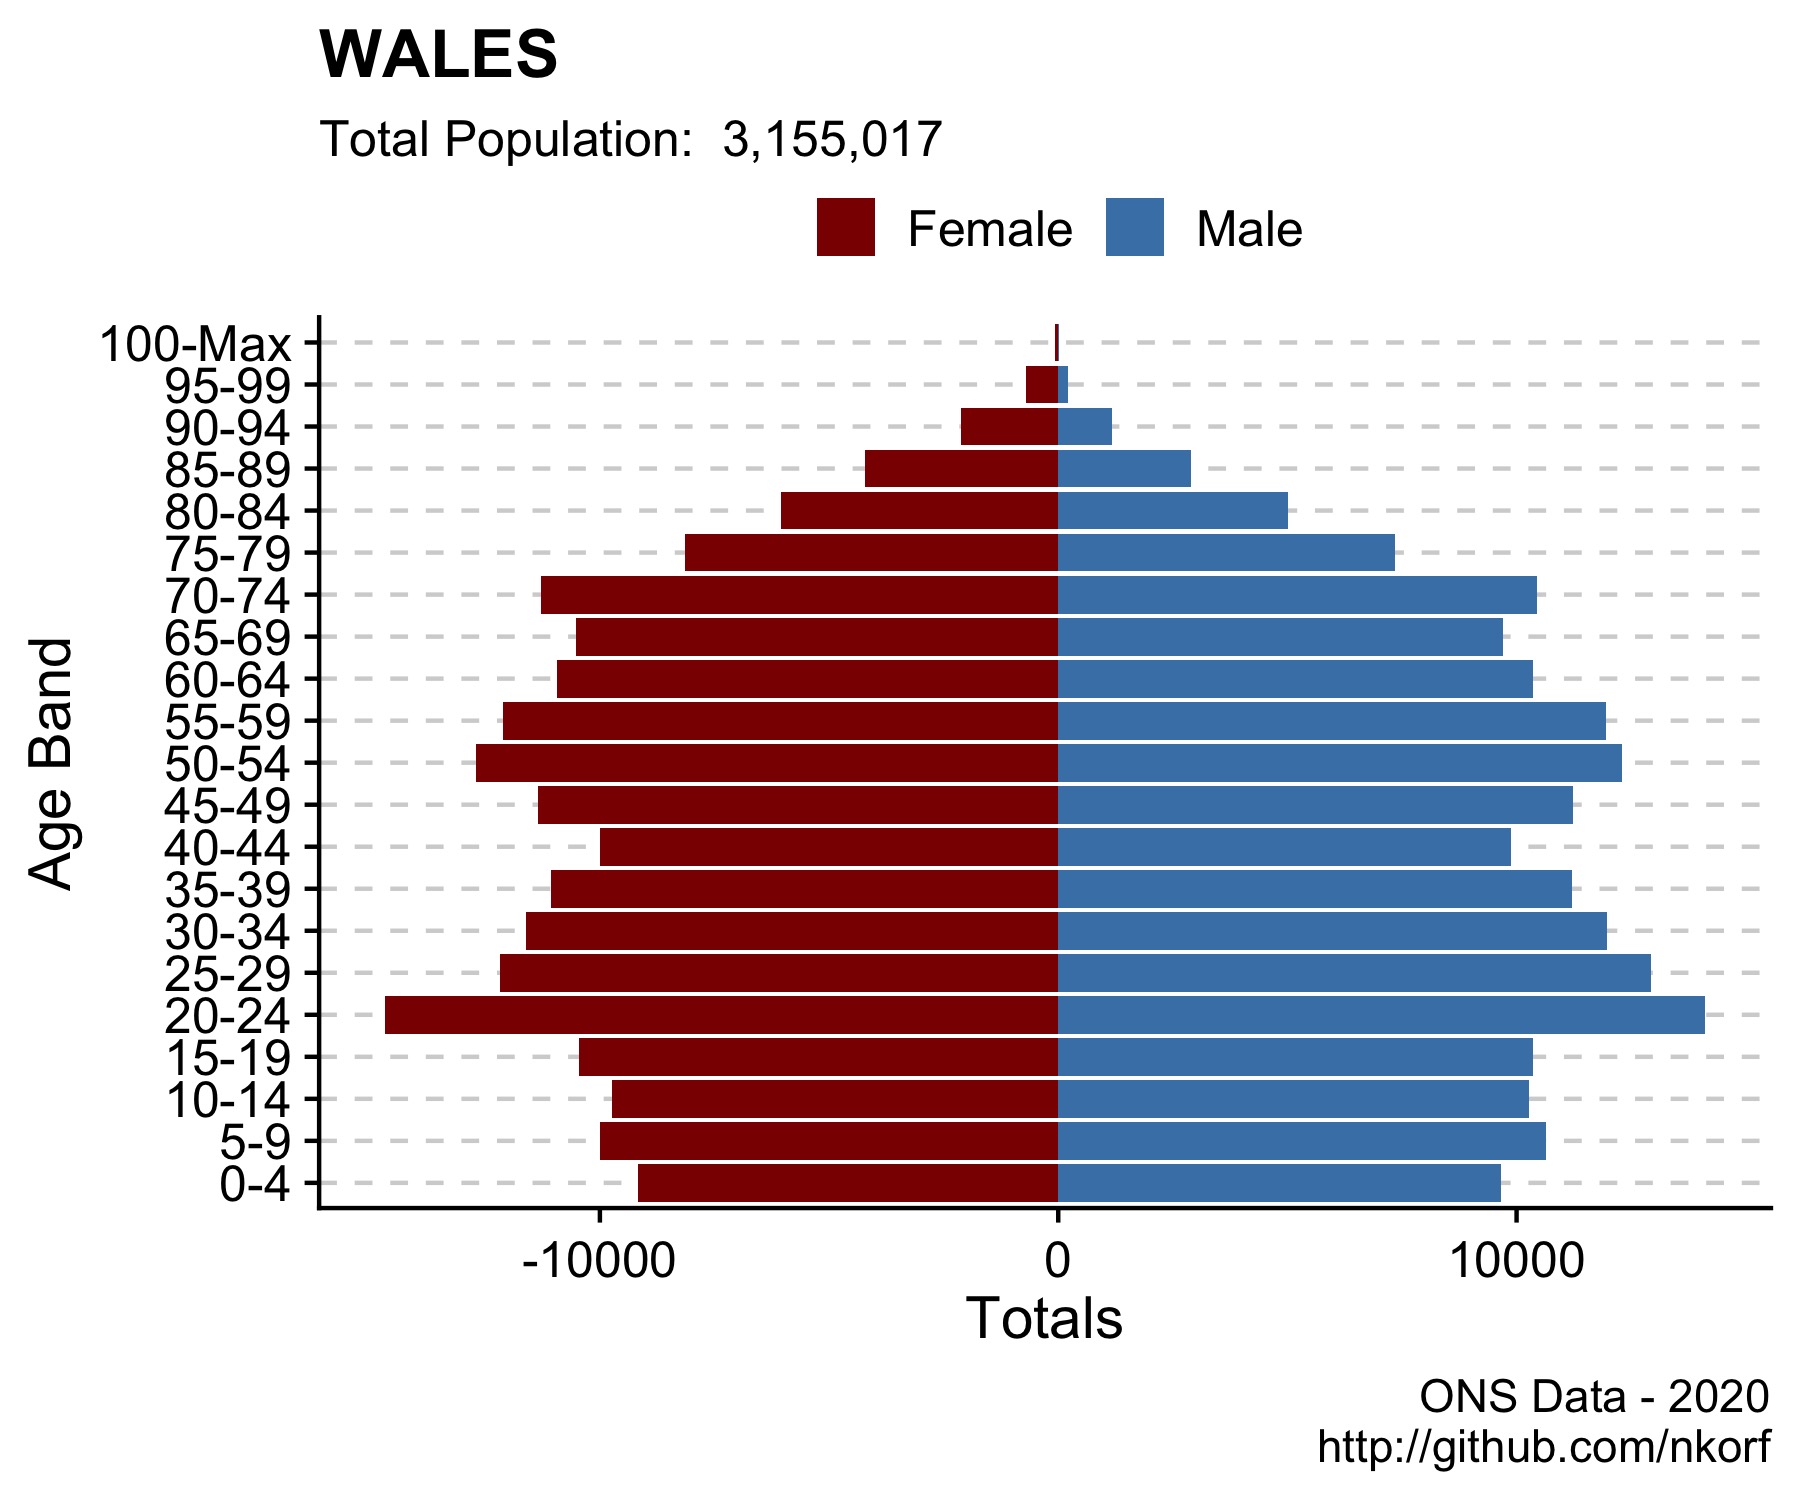 WALES
Total Population:  3,155,017
Female Male
100-Max
95-99
90-94
85-89
80-84
75-79
70-74
65-69
60-64
55-59
50-54
45-49
40-44
35-39
30-34
25-29
20-24
15-19
10-14
5-9
0-4
Age Band
-10000 0 10000
Totals
ONS Data - 2020
http://github.com/nkorf